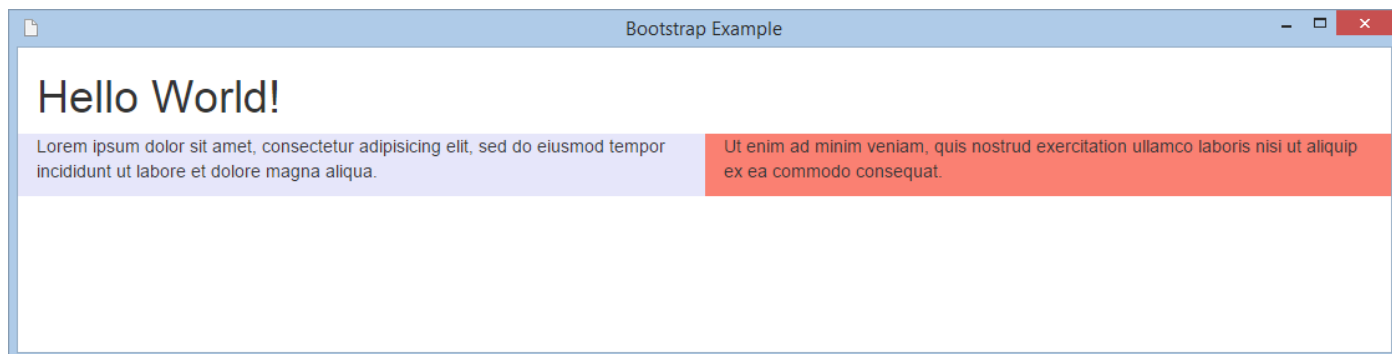 Bootstrap Example
Hello World!
Lorem ipsum dolor sit amet, consectetur adipisicing elit, sed do eiusmod tempor
incididunt ut labore et dolore magna aliqua.
Ut enim ad minim veniam, quis nostrud exercitation ullamco laboris nisi ut aliquip
ex ea commodo consequat.